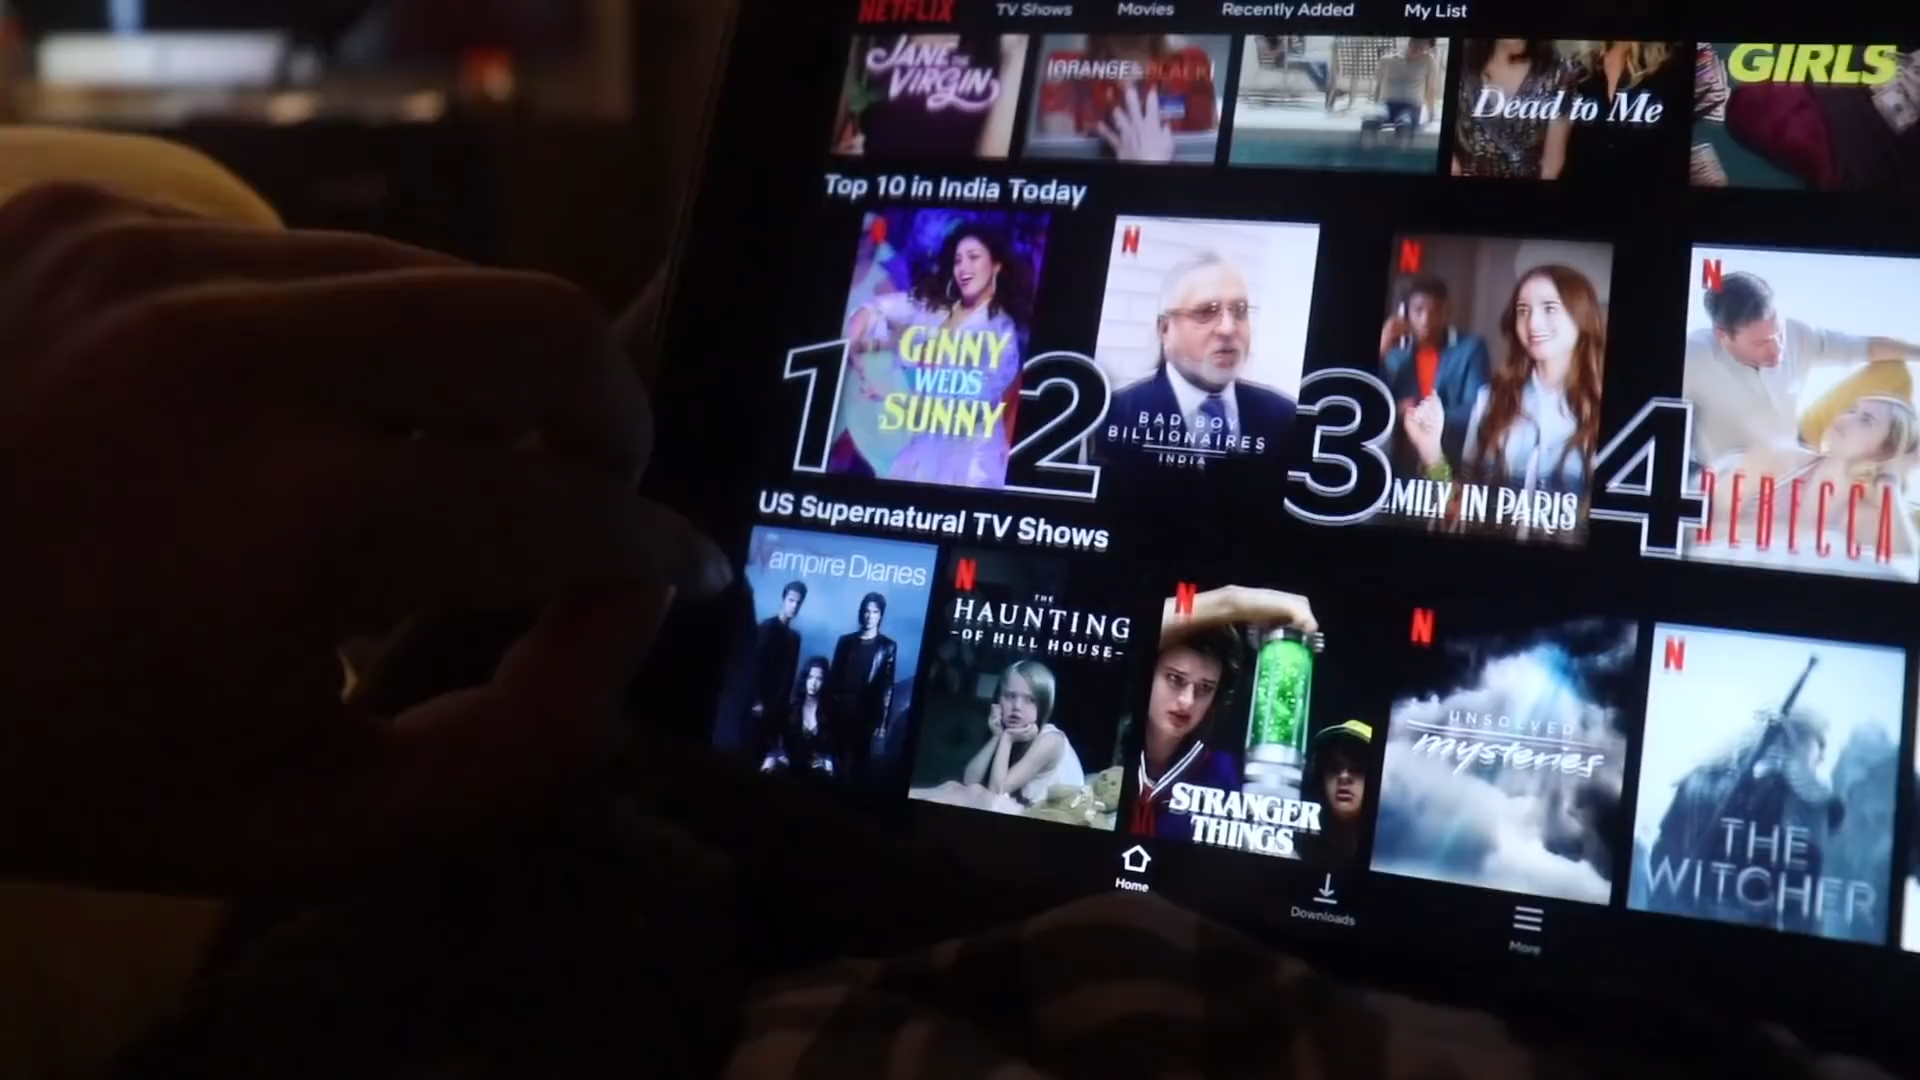 NETFLIX TV Shows Movies Recently Added My List
JANE THE VIRGIN
ORANGE IS BLACK
Dead to Me
GIRLS
Top 10 in India Today
1
GINNY
WEDS
SUNNY
2
BAD BOY
BILLIONAIRES
INDIA
3
EMILY IN PARIS
4
REBECCA
US Supernatural TV Shows
Vampire Diaries
THE
HAUNTING
-OF HILL HOUSE-
STRANGER
THINGS
UNSOLVED
mysteries
THE
WITCHER
Home
Downloads
More